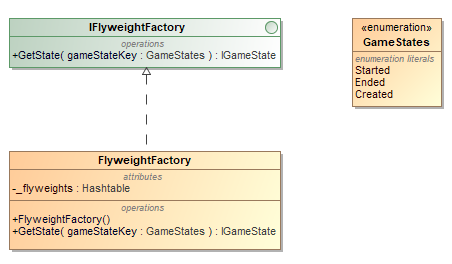 IFlyweightFactory
operations
+GetState( gameStateKey : GameStates ) : IGameState
«enumeration»
GameStates
enumeration literals
Started
Ended
Created
FlyweightFactory
attributes
-_flyweights : Hashtable
operations
+FlyweightFactory()
+GetState( gameStateKey : GameStates ) : IGameState